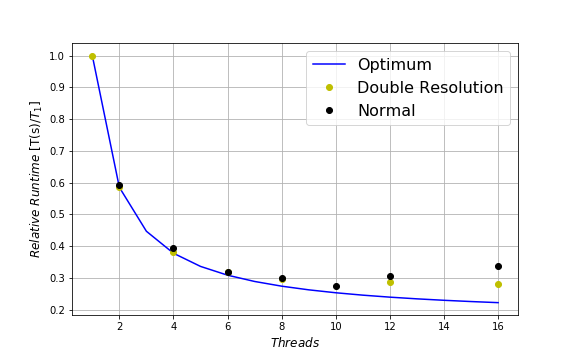 Optimum
Double Resolution
Normal
Relative Runtime [T(s)/T₁]
1.0
0.9
0.8
0.7
0.6
0.5
0.4
0.3
0.2
2 4 6 8 10 12 14 16
Threads